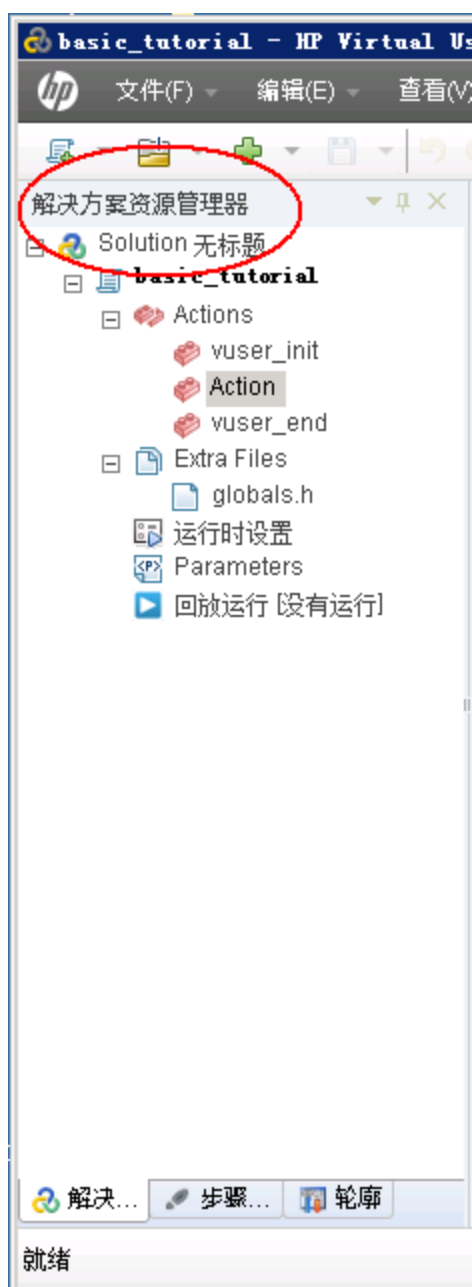 basic_tutorial - HP Virtual Us
hp 文件(F) 编辑(E) 查看(V)
解决方案资源管理器
Solution 无标题
basic_tutorial
Actions
vuser_init
Action
vuser_end
Extra Files
globals.h
运行时设置
<P> Parameters
回放运行 [没有运行]
解决... 步骤... 轮廓
就绪